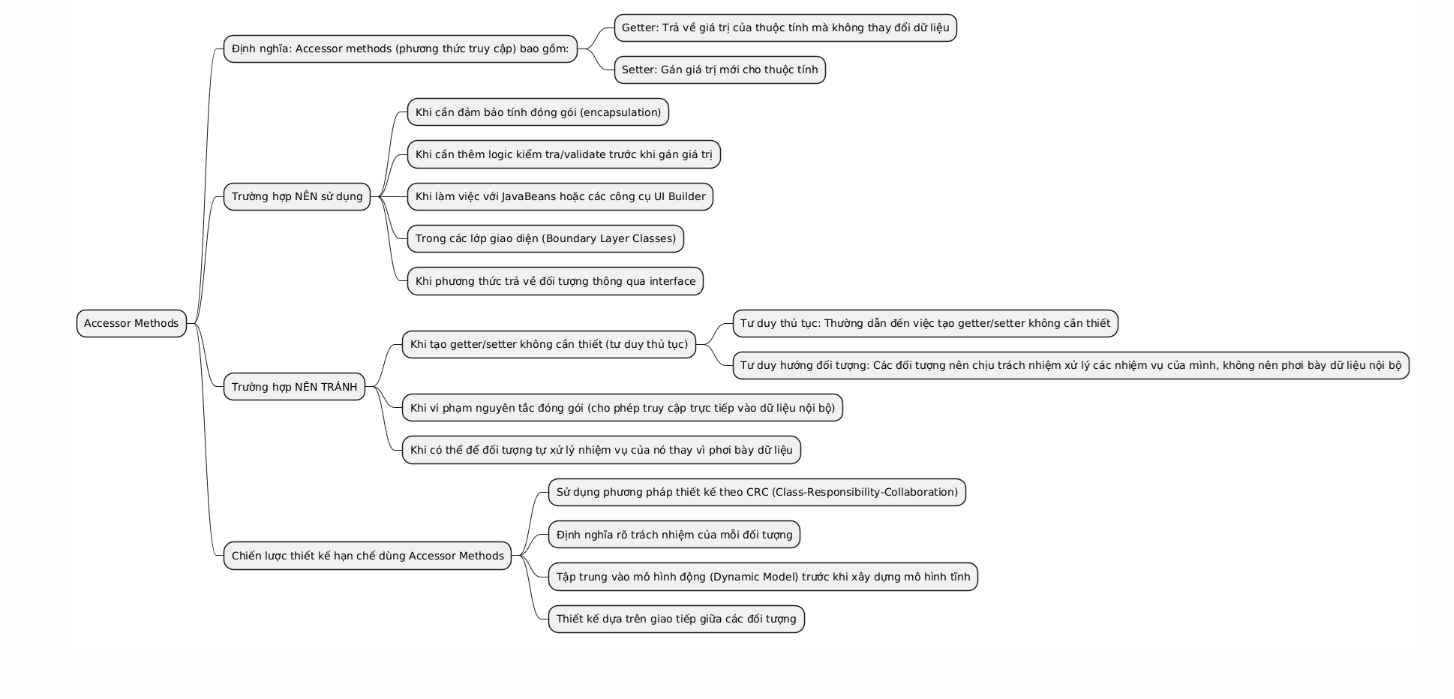 Accessor Methods
Định nghĩa: Accessor methods (phương thức truy cập) bao gồm:
Getter: Trả về giá trị của thuộc tính mà không thay đổi dữ liệu
Setter: Gán giá trị mới cho thuộc tính
Trường hợp NÊN sử dụng
Khi cần đảm bảo tính đóng gói (encapsulation)
Khi cần thêm logic kiểm tra/validate trước khi gán giá trị
Khi làm việc với JavaBeans hoặc các công cụ UI Builder
Trong các lớp giao diện (Boundary Layer Classes)
Khi phương thức trả về đối tượng thông qua interface
Trường hợp NÊN TRÁNH
Khi tạo getter/setter không cần thiết (tư duy thủ tục)
Tư duy thủ tục: Thường dẫn đến việc tạo getter/setter không cần thiết
Tư duy hướng đối tượng: Các đối tượng nên chịu trách nhiệm xử lý các nhiệm vụ của mình, không nên phơi bày dữ liệu nội bộ
Khi vi phạm nguyên tắc đóng gói (cho phép truy cập trực tiếp vào dữ liệu nội bộ)
Khi có thể để đối tượng tự xử lý nhiệm vụ của nó thay vì phơi bày dữ liệu
Chiến lược thiết kế hạn chế dùng Accessor Methods
Sử dụng phương pháp thiết kế theo CRC (Class-Responsibility-Collaboration)
Định nghĩa rõ trách nhiệm của mỗi đối tượng
Tập trung vào mô hình động (Dynamic Model) trước khi xây dựng mô hình tĩnh
Thiết kế dựa trên giao tiếp giữa các đối tượng